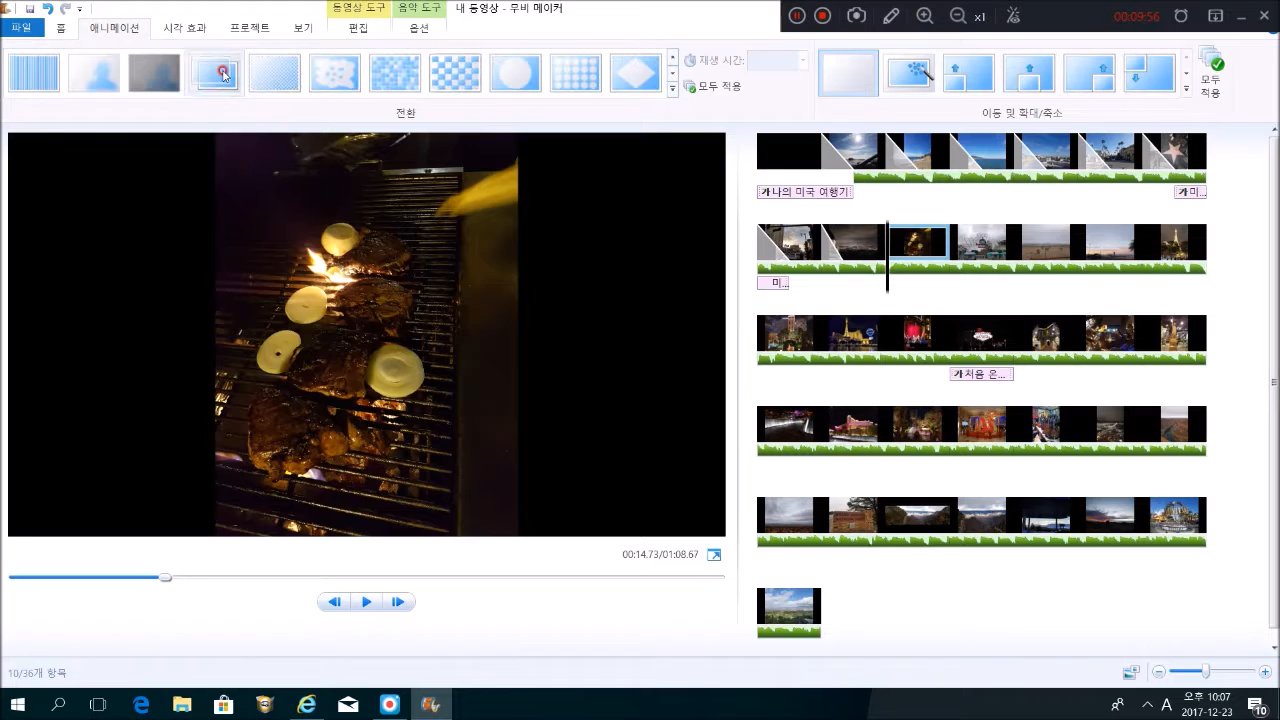 동영상 도구 음악 도구 내 동영상 - 무비 메이커
x1 00:09:56
파일 홈 애니메이션 시각 효과 프로젝트 보기 편집 옵션
재생 시간:
모두 적용
모두
적용
전환 이동 및 확대/축소
가 나의 미국 여행기 가 미...
미...
가 처음 온...
00:14.73/01:08.67
10/36개 항목
A 오후 10:07
2017-12-23 10